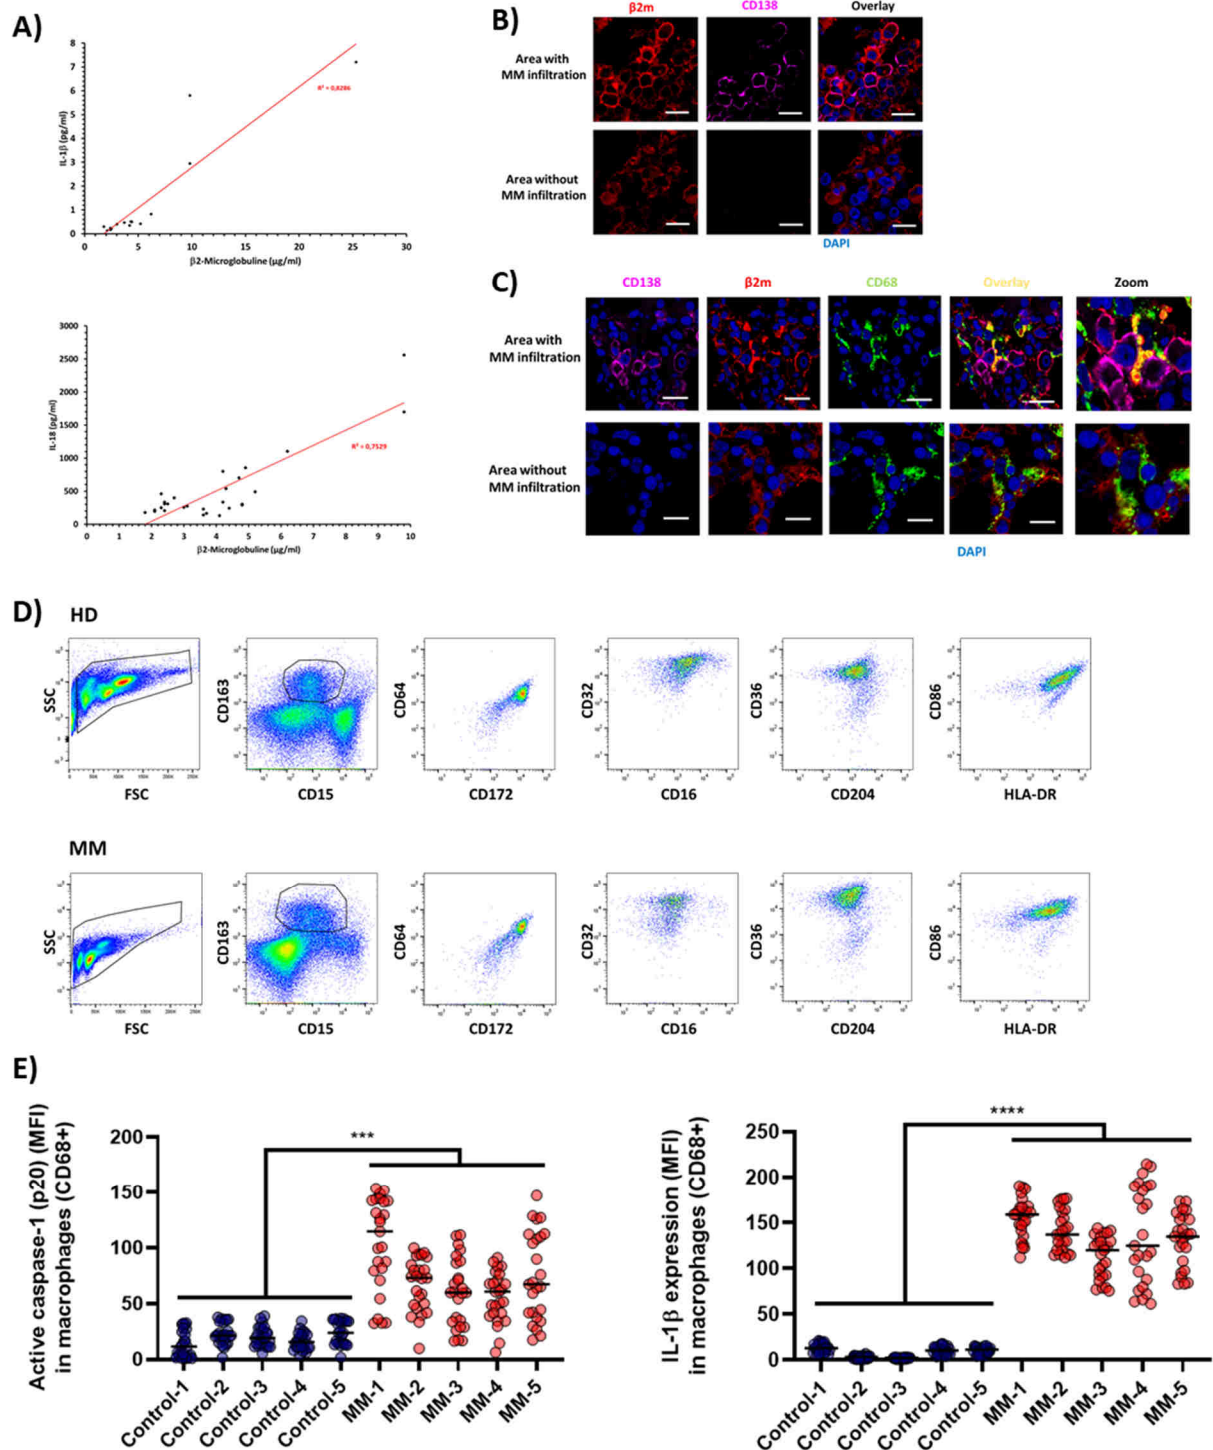 A)
8
7
6
5
4
3
2
1
0
IL-1β (pg/ml)
R² = 0,8286
0 5 10 15 20 25 30
β2-Microglobuline (µg/ml)
3000
2500
2000
1500
1000
500
0
IL-18 (pg/ml)
R² = 0,7529
0 1 2 3 4 5 6 7 8 9 10
β2-Microglobuline (µg/ml)
B)
β2m CD138 Overlay
Area with
MM infiltration
Area without
MM infiltration
DAPI
C)
CD138 β2m CD68 Overlay Zoom
Area with
MM infiltration
Area without
MM infiltration
DAPI
D)
HD
SSC
FSC
CD163
CD15
CD64
CD172
CD32
CD16
CD36
CD204
CD86
HLA-DR
MM
SSC
FSC
CD163
CD15
CD64
CD172
CD32
CD16
CD36
CD204
CD86
HLA-DR
E)
Active caspase-1 (p20) (MFI)
in macrophages (CD68+)
200
150
100
50
0
***
Control-1
Control-2
Control-3
Control-4
Control-5
MM-1
MM-2
MM-3
MM-4
MM-5
IL-1β expression (MFI)
in macrophages (CD68+)
250
200
150
100
50
0
****
Control-1
Control-2
Control-3
Control-4
Control-5
MM-1
MM-2
MM-3
MM-4
MM-5